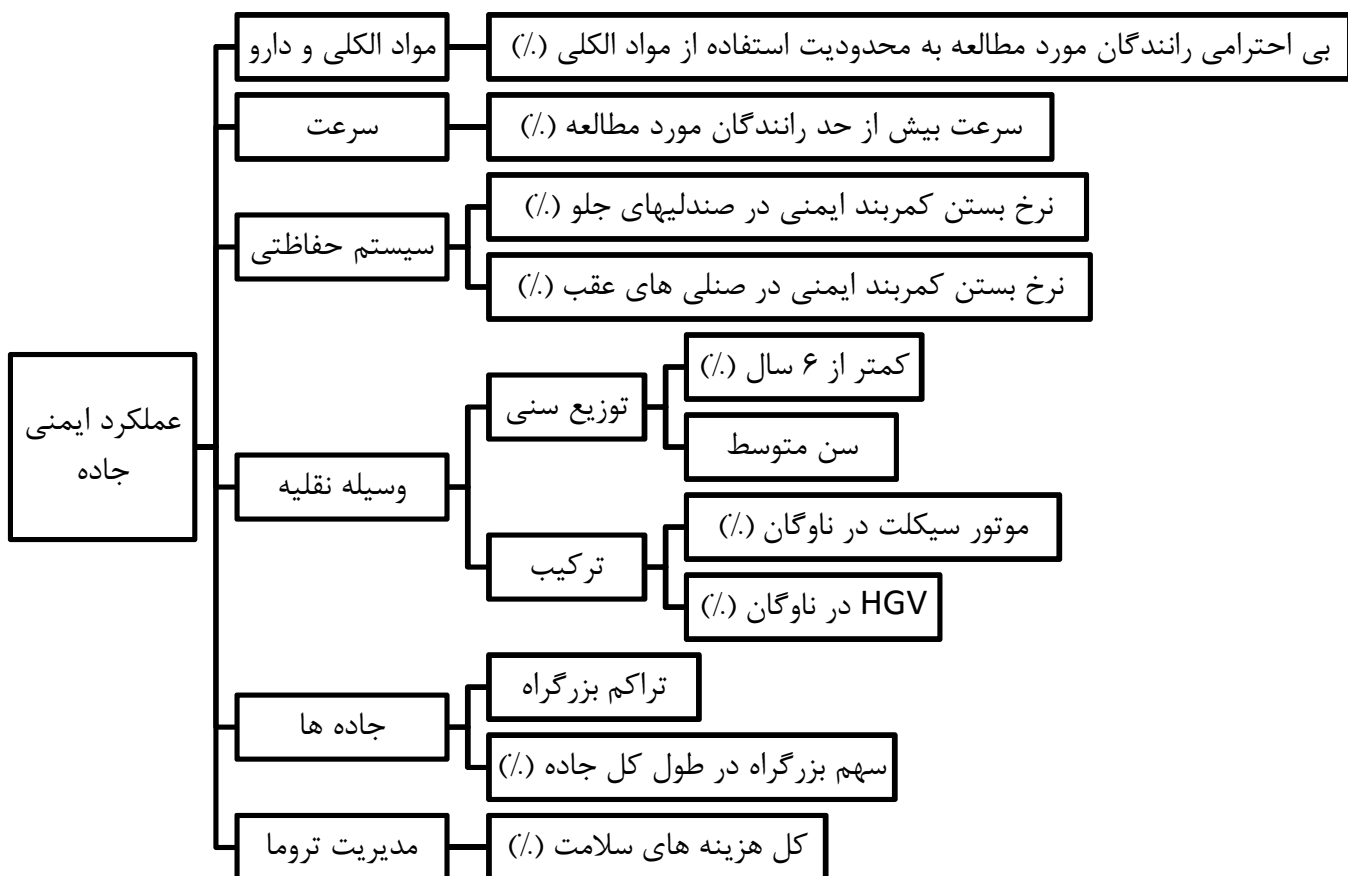 مواد الکلی و دارو
بی احترامی رانندگان مورد مطالعه به محدودیت استفاده از مواد الکلی (٪)
سرعت
سرعت بیش از حد رانندگان مورد مطالعه (٪)
سیستم حفاظتی
نرخ بستن کمربند ایمنی در صندلیهای جلو (٪)
نرخ بستن کمربند ایمنی در صنلی های عقب (٪)
عملکرد ایمنی
جاده
وسیله نقلیه
توزیع سنی
کمتر از ۶ سال (٪)
سن متوسط
ترکیب
موتور سیکلت در ناوگان (٪)
HGV در ناوگان (٪)
جاده ها
تراکم بزرگراه
سهم بزرگراه در طول کل جاده (٪)
مدیریت تروما
کل هزینه های سلامت (٪)